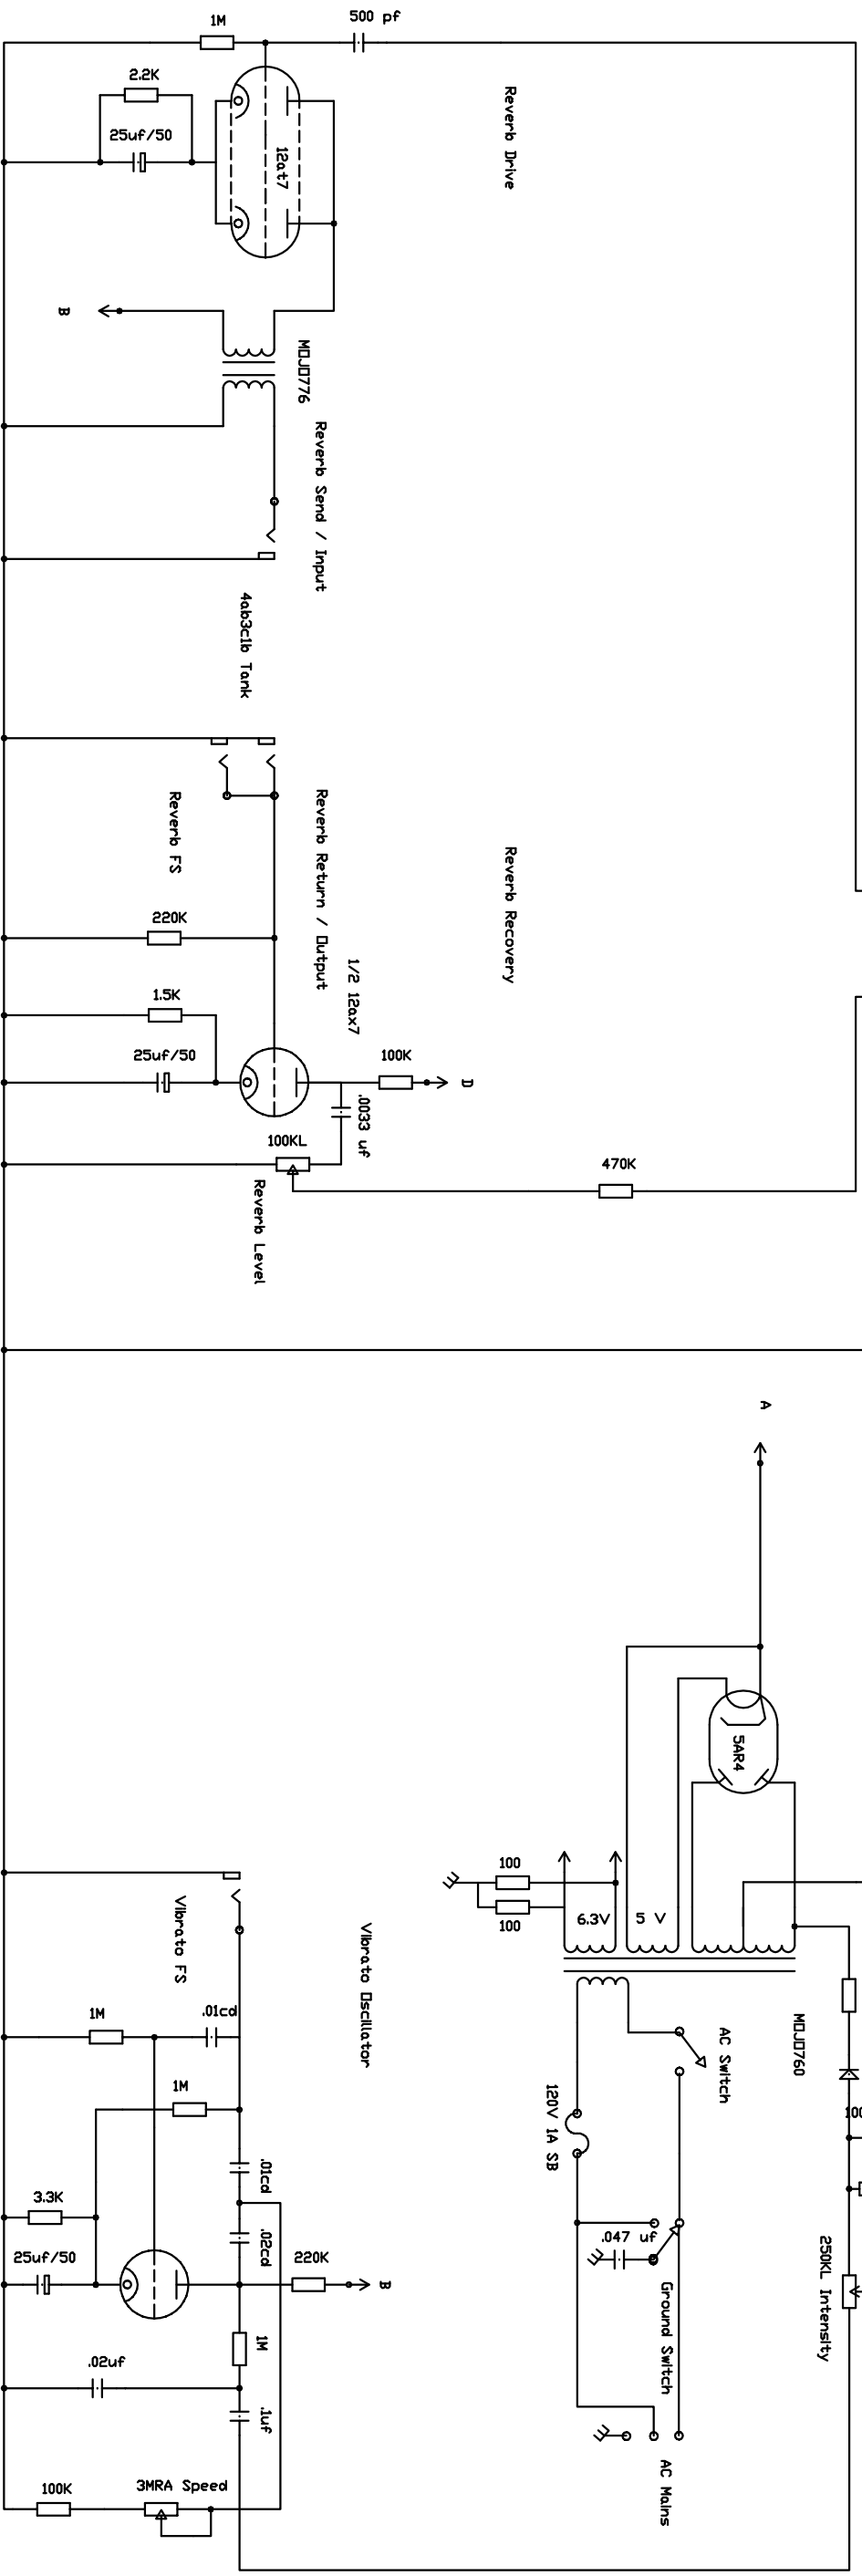 1M
500 pf
2.2K
25uf/50
12at7
Reverb Drive
B
MOJO776
Reverb Send / Input
4ab3c1b Tank
Reverb FS
Reverb Return / Output
Reverb Recovery
220K
1/2 12ax7
1.5K
25uf/50
100K
D
.0033 uf
100KL
470K
Reverb Level
A
5AR4
100
100
6.3V
5 V
Vibrato FS
Vibrato Oscillator
1M
.01cd
MOJO760
AC Switch
1M
120V 1A SB
100
.01cd
3.3K
.02cd
.047 uf
25uf/50
220K
B
Ground Switch
250KL Intensity
1M
.02uf
.1uf
AC Mains
100K
3MRA Speed